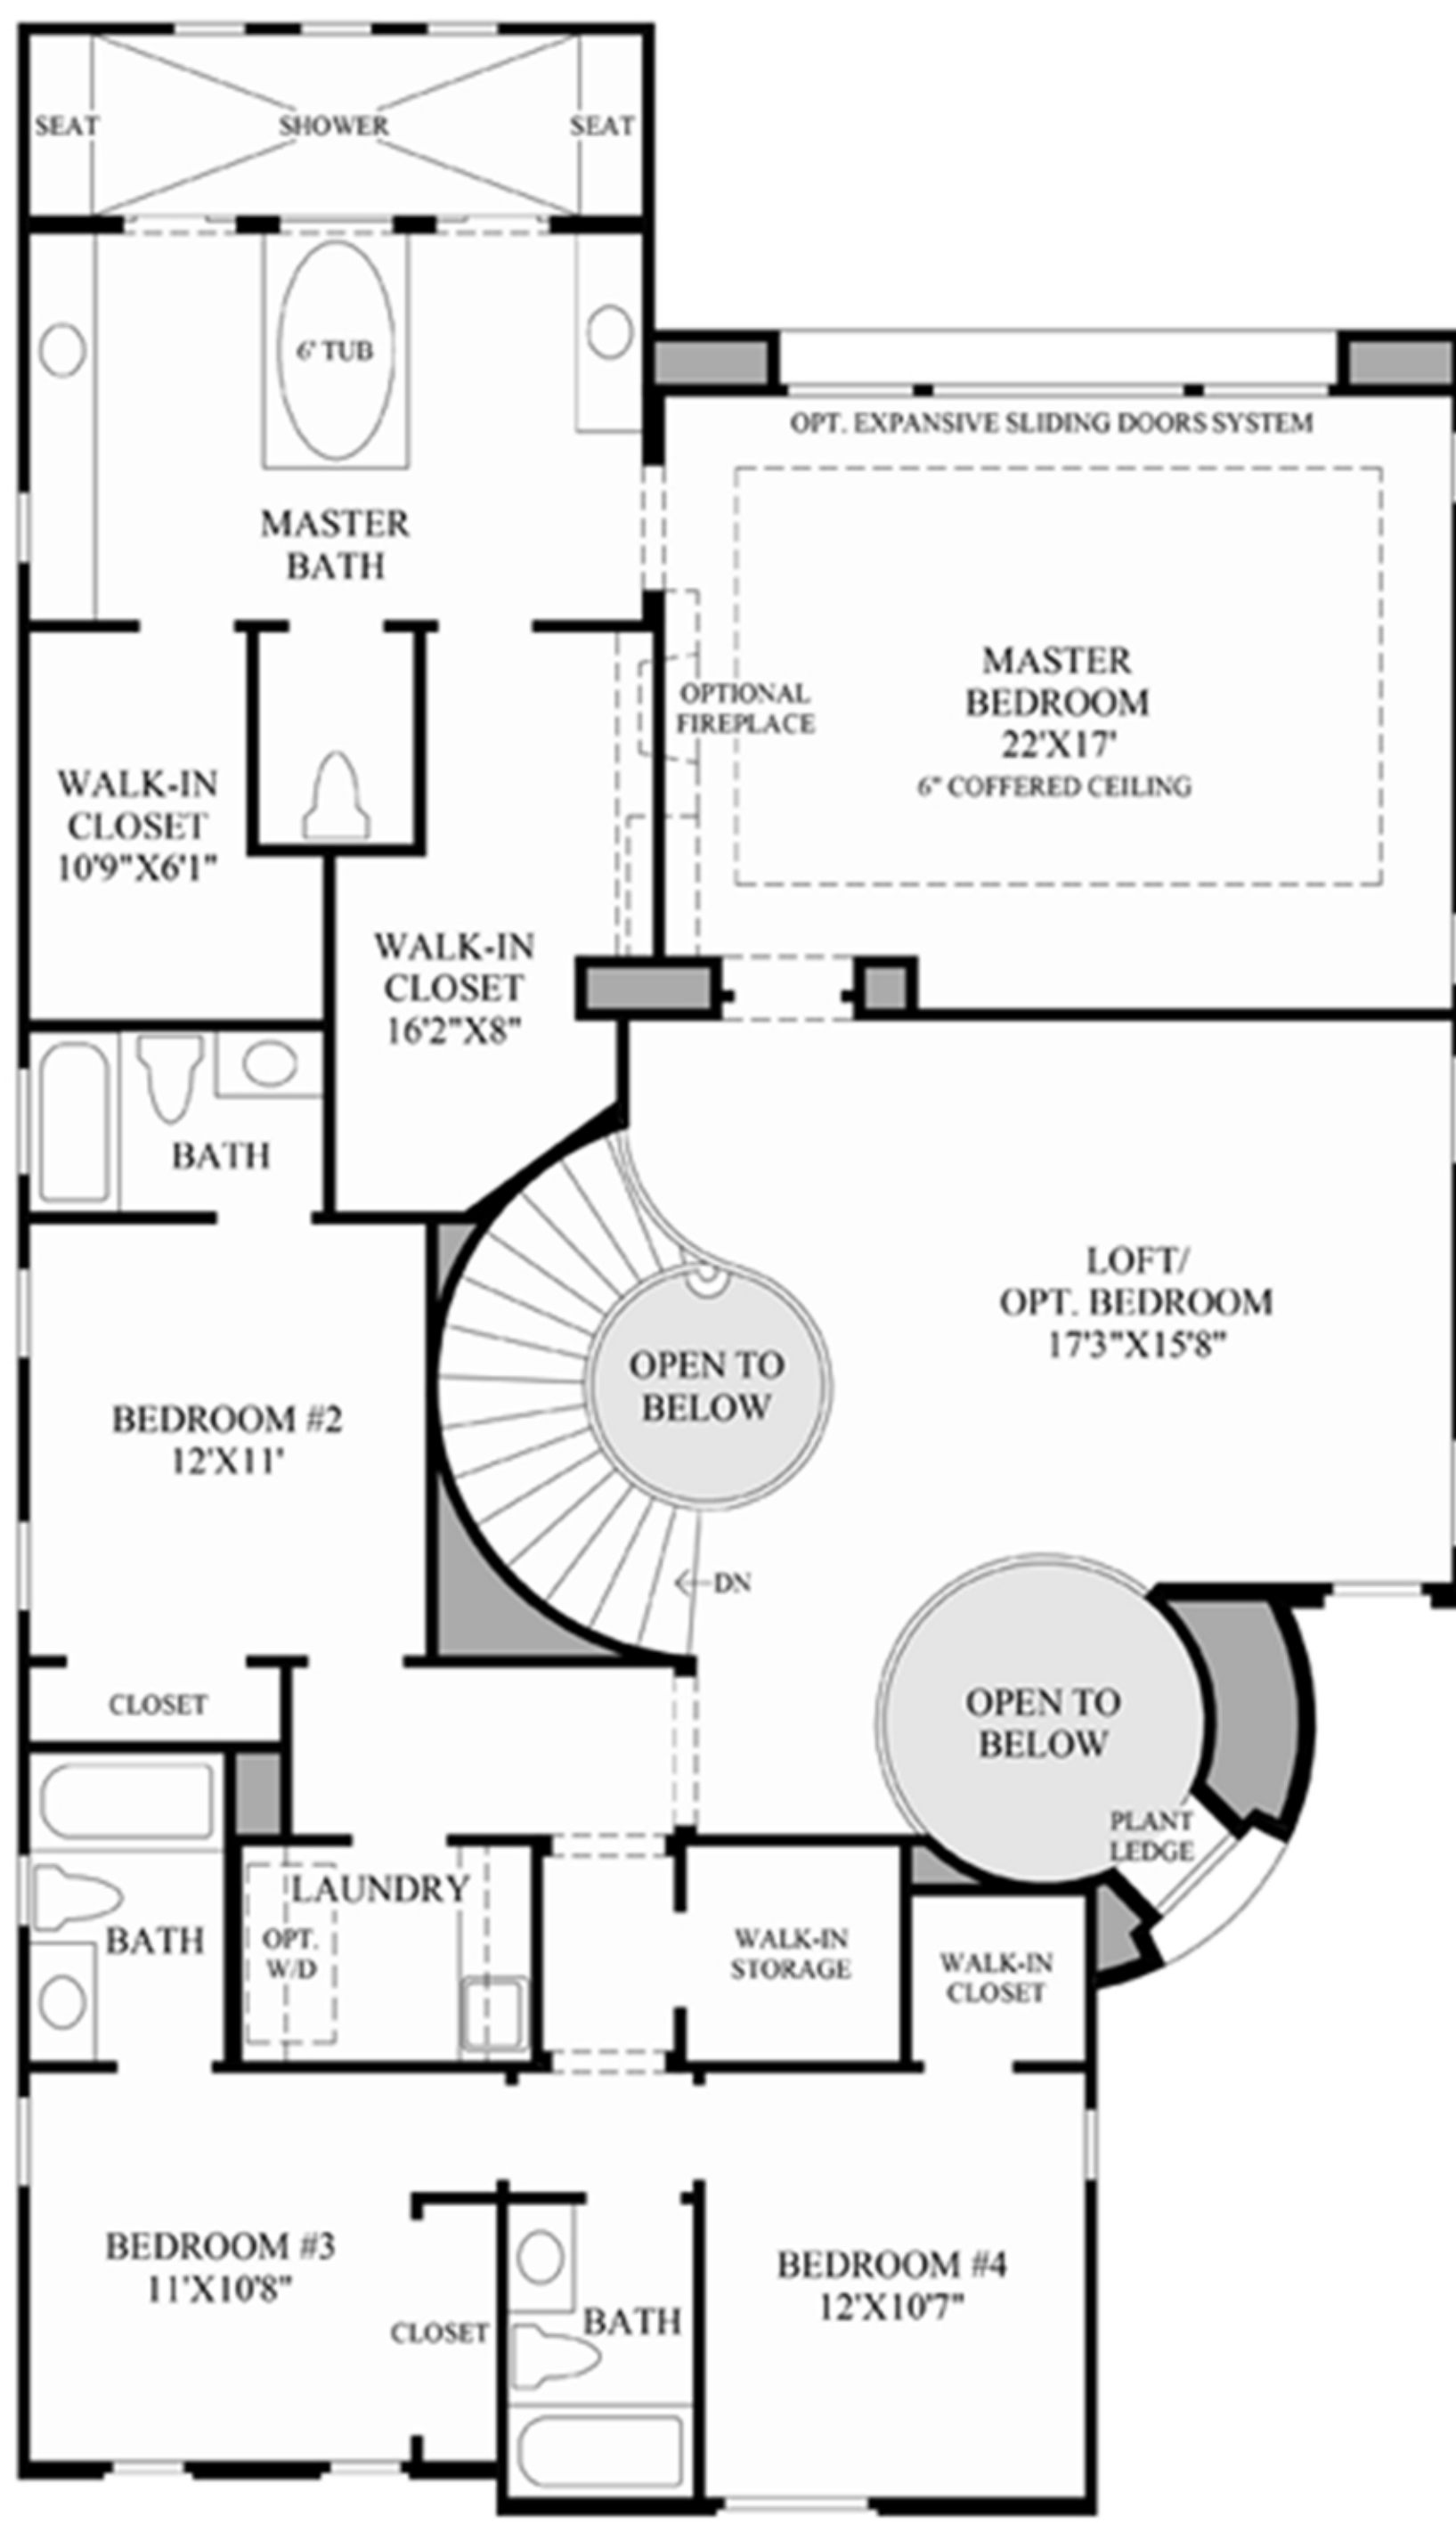 SEAT
SHOWER
SEAT
6' TUB
OPT. EXPANSIVE SLIDING DOORS SYSTEM
MASTER
BATH
MASTER
BEDROOM
22'X17'
6" COFFERED CEILING
OPTIONAL
FIREPLACE
WALK-IN
CLOSET
10'9"X6'1"
WALK-IN
CLOSET
16'2"X8"
BATH
LOFT/
OPT. BEDROOM
17'3"X15'8"
OPEN TO
BELOW
BEDROOM #2
12'X11'
DN
CLOSET
OPEN TO
BELOW
PLANT
LEDGE
LAUNDRY
OPT.
W/D
BATH
WALK-IN
STORAGE
WALK-IN
CLOSET
BEDROOM #3
11'X10'8"
BEDROOM #4
12'X10'7"
CLOSET
BATH